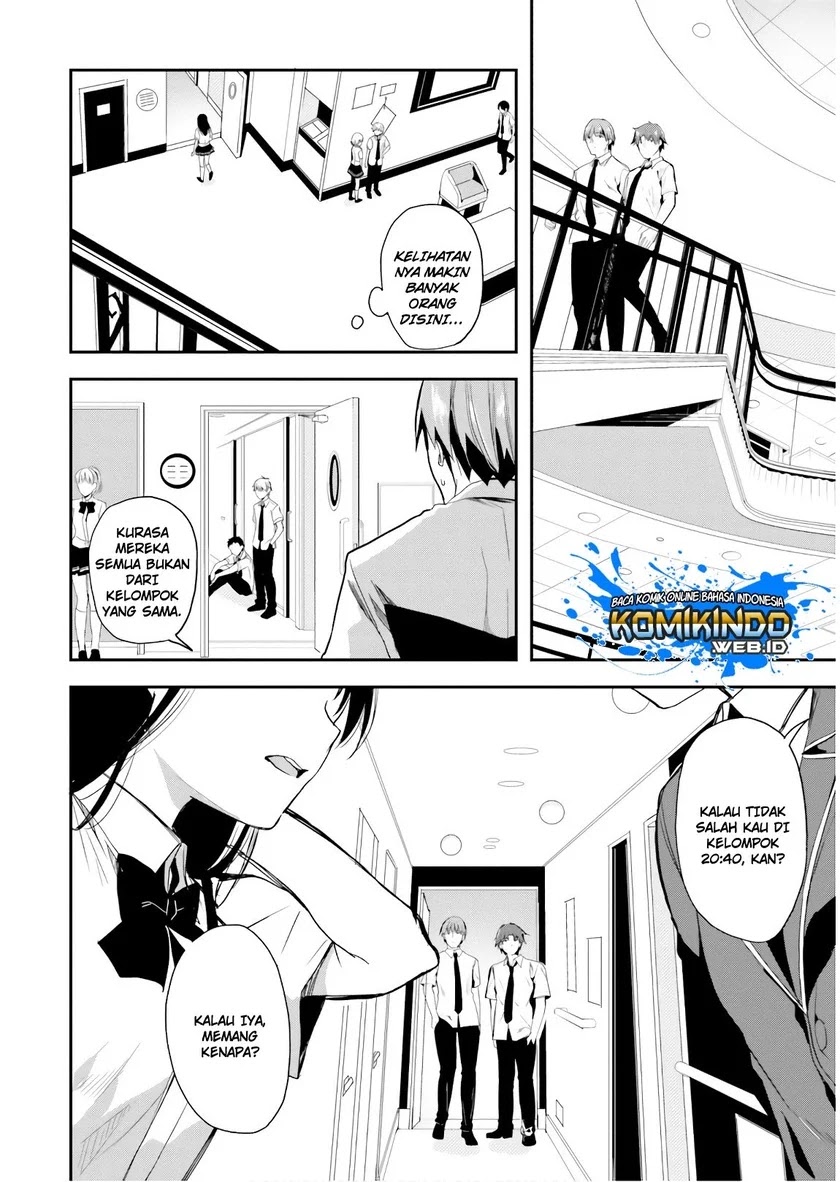 KELIHATAN
NYA MAKIN
BANYAK
ORANG
DISINI...
KURASA
MEREKA
SEMUA BUKAN
DARI
KELOMPOK
YANG SAMA.
BACA KOMIK ONLINE BAHASA INDONESIA
KOMIKINDO
WEB.ID
KALAU TIDAK
SALAH KAU DI
KELOMPOK
20:40, KAN?
KALAU IYA,
MEMANG
KENAPA?